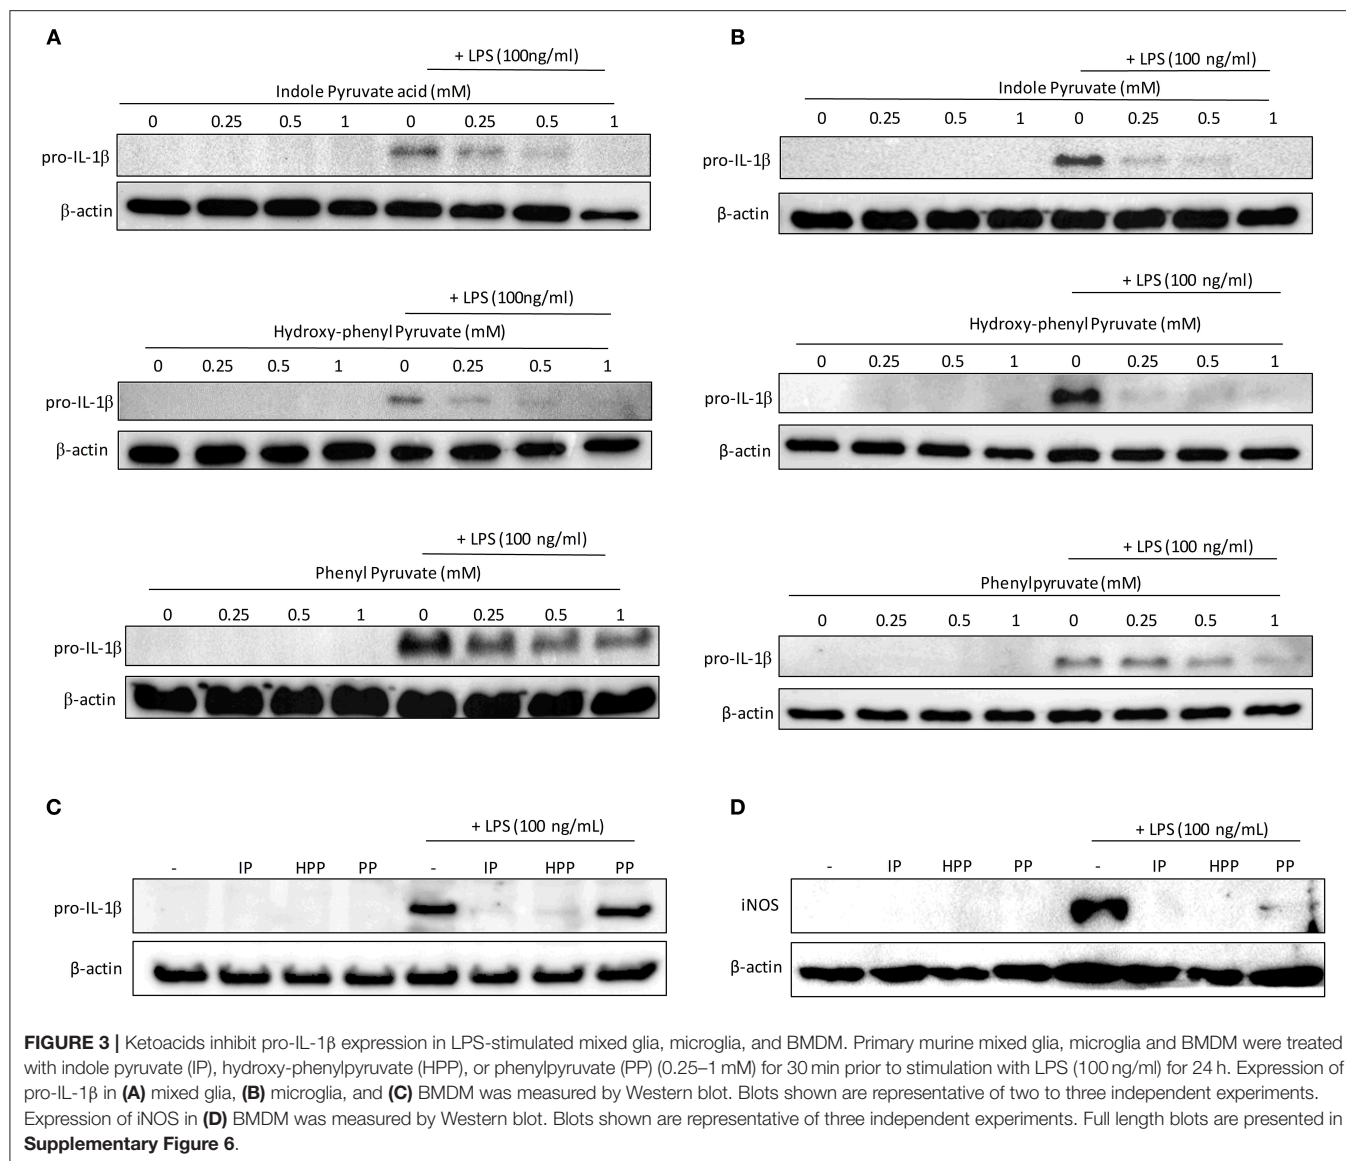 A
+ LPS (100ng/ml)
Indole Pyruvate acid (mM)
0 0.25 0.5 1 0 0.25 0.5 1
pro-IL-1β
β-actin
+ LPS (100ng/ml)
Hydroxy-phenyl Pyruvate (mM)
0 0.25 0.5 1 0 0.25 0.5 1
pro-IL-1β
β-actin
+ LPS (100 ng/ml)
Phenyl Pyruvate (mM)
0 0.25 0.5 1 0 0.25 0.5 1
pro-IL-1β
β-actin
B
+ LPS (100 ng/ml)
Indole Pyruvate (mM)
0 0.25 0.5 1 0 0.25 0.5 1
pro-IL-1β
β-actin
+ LPS (100 ng/ml)
Hydroxy-phenyl Pyruvate (mM)
0 0.25 0.5 1 0 0.25 0.5 1
pro-IL-1β
β-actin
+ LPS (100 ng/ml)
Phenylpyruvate (mM)
0 0.25 0.5 1 0 0.25 0.5 1
pro-IL-1β
β-actin
C
+ LPS (100 ng/mL)
- IP HPP PP - IP HPP PP
pro-IL-1β
β-actin
D
+ LPS (100 ng/mL)
- IP HPP PP - IP HPP PP
iNOS
β-actin
FIGURE 3 | Ketoacids inhibit pro-IL-1β expression in LPS-stimulated mixed glia, microglia, and BMDM. Primary murine mixed glia, microglia and BMDM were treated
with indole pyruvate (IP), hydroxy-phenylpyruvate (HPP), or phenylpyruvate (PP) (0.25–1 mM) for 30 min prior to stimulation with LPS (100 ng/ml) for 24 h. Expression of
pro-IL-1β in (A) mixed glia, (B) microglia, and (C) BMDM was measured by Western blot. Blots shown are representative of two to three independent experiments.
Expression of iNOS in (D) BMDM was measured by Western blot. Blots shown are representative of three independent experiments. Full length blots are presented in
Supplementary Figure 6.